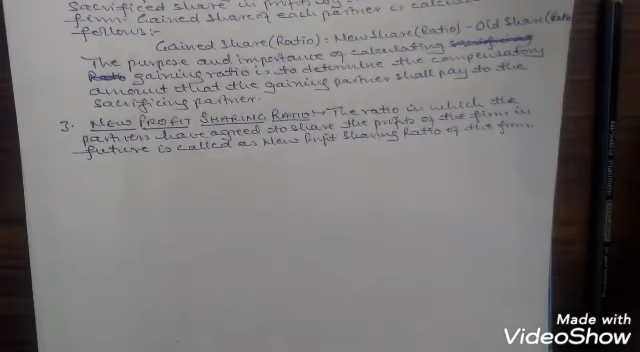 Sacrificed share in profits by
firm. Gained share of each partner is
follows:-
Gained Share (Ratio) = New Share (Ratio) - Old Share (Ratio
The purpose and importance of calculating
gaining ratio is to determine the compensatory
amount that the gaining partner shall pay to the
sacrificing partner.
3. NEW PROFIT SHARING RATIO:- The ratio in which the
partners have agreed to share the profits of the firm in
future is called as New Profit Sharing Ratio of the firm.
Made with
VideoShow